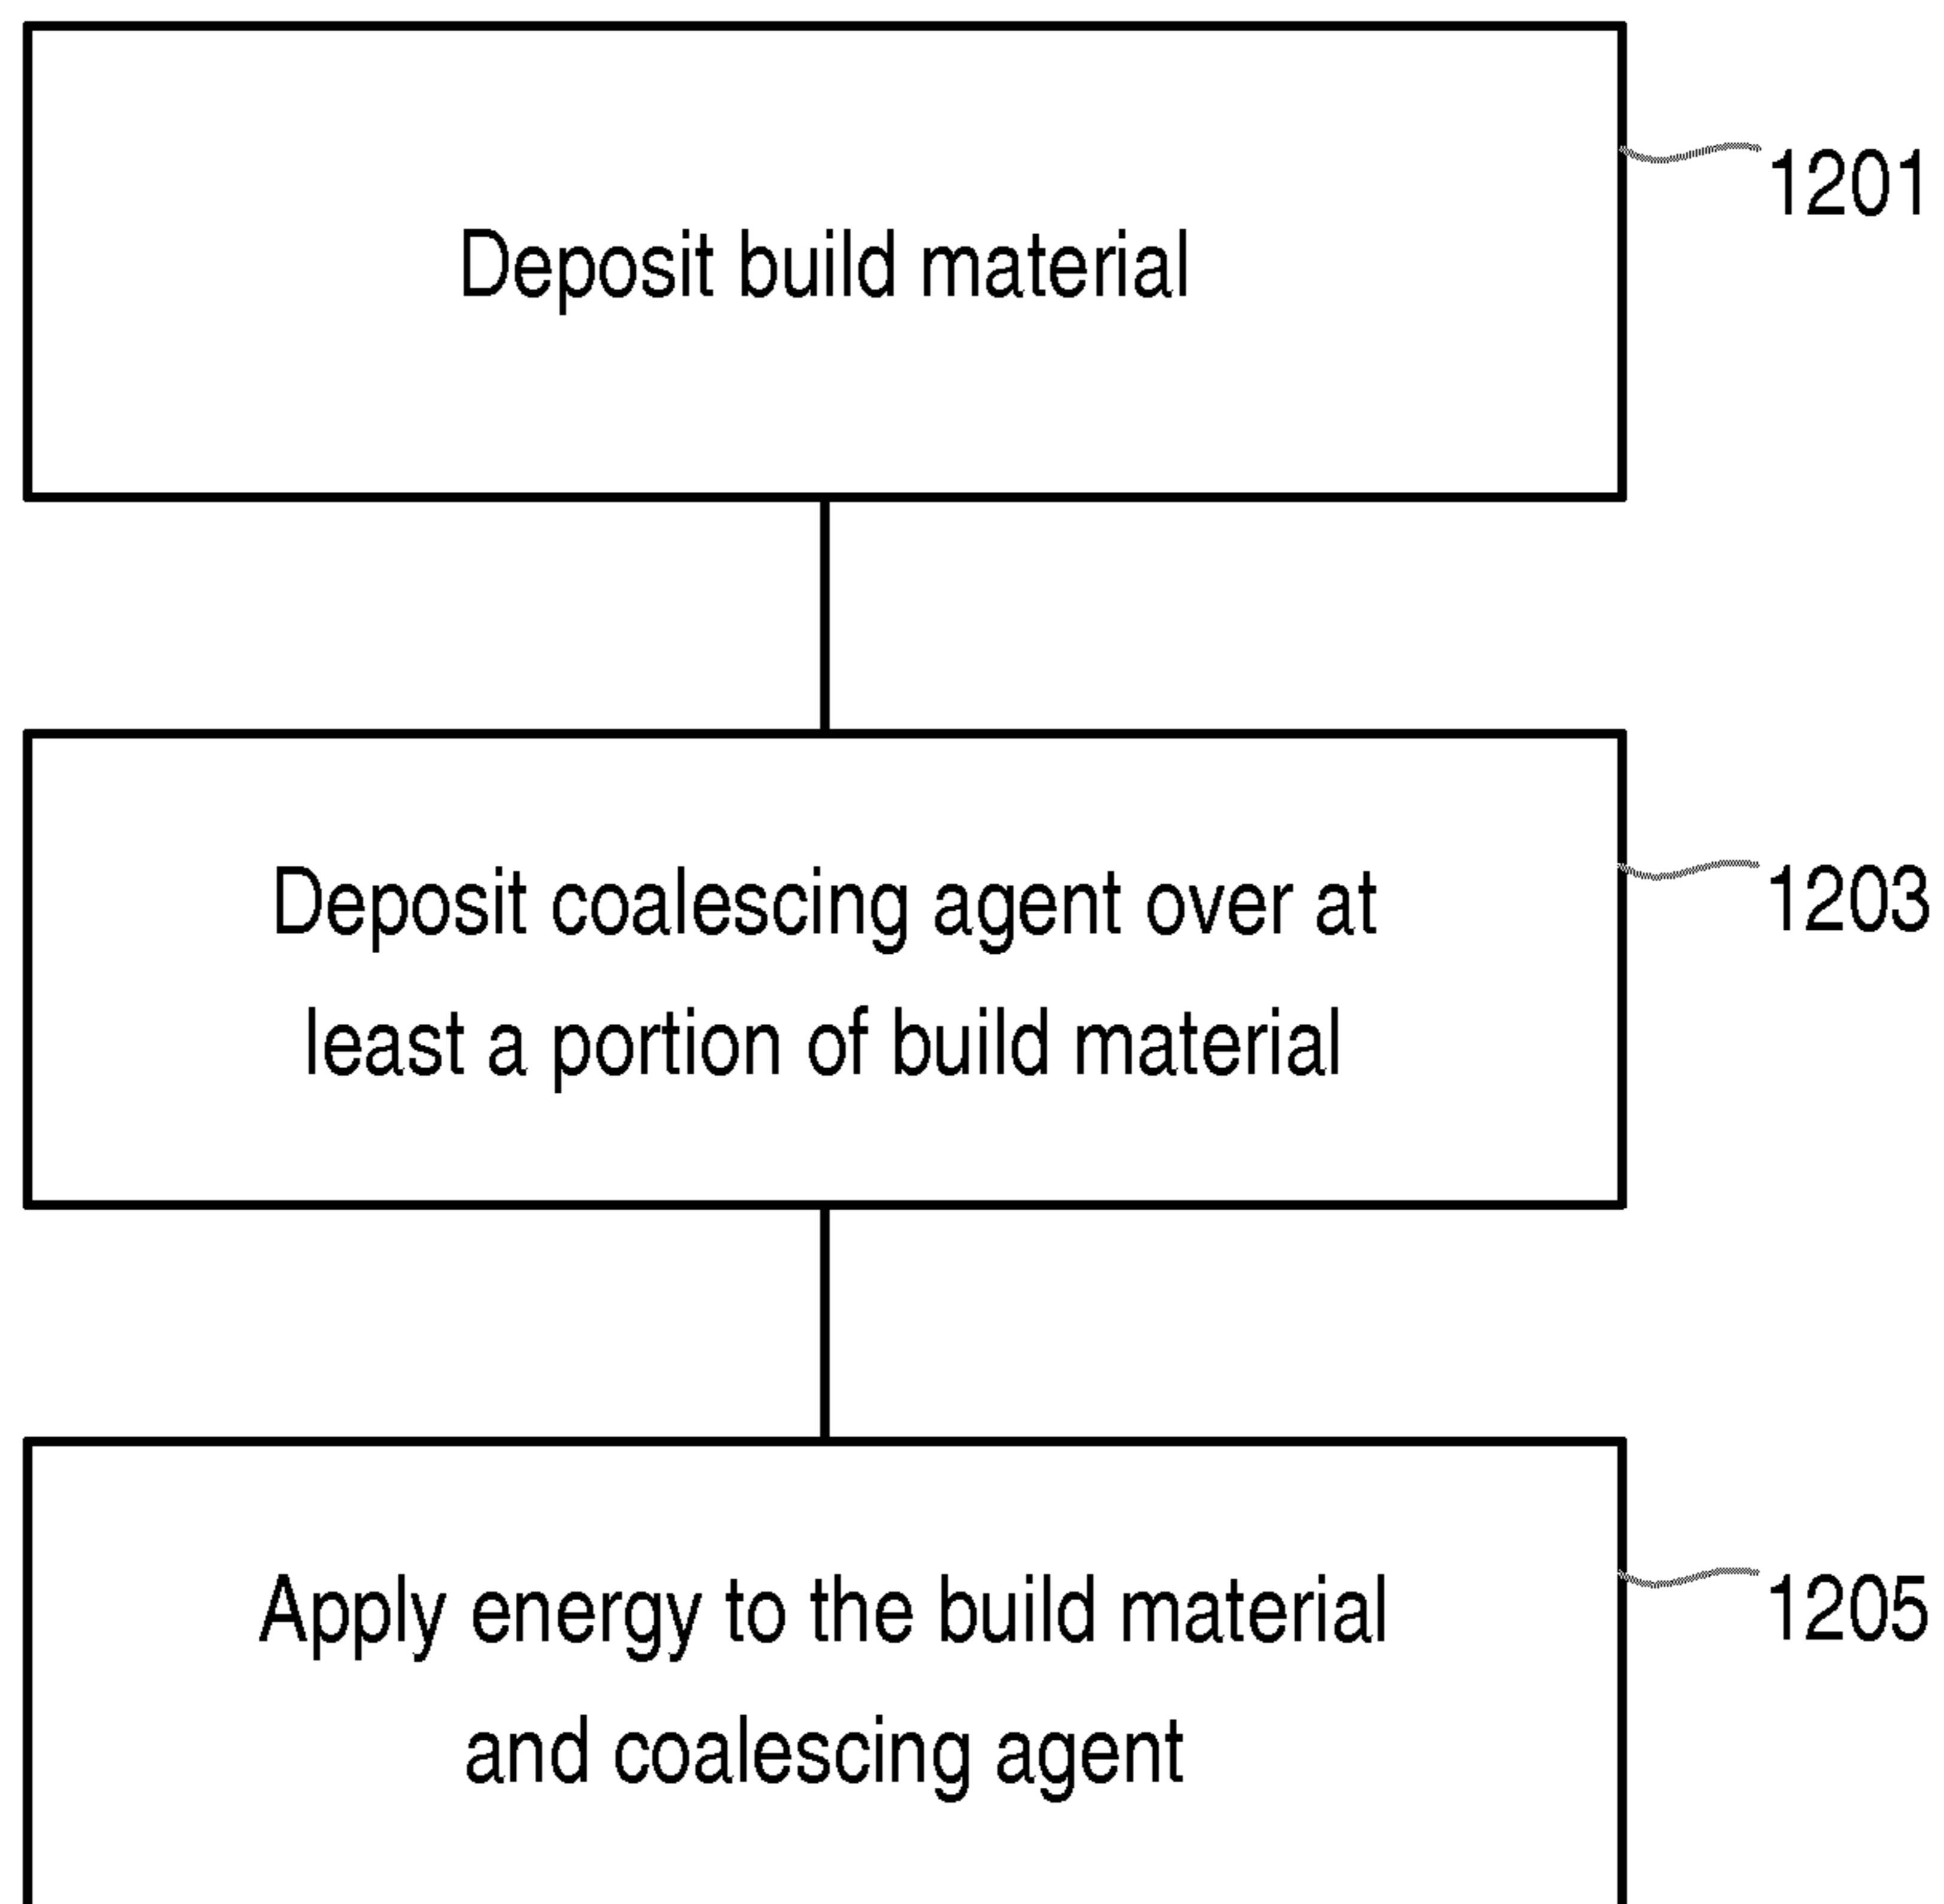 Deposit build material
1201
Deposit coalescing agent over at
least a portion of build material
1203
Apply energy to the build material
and coalescing agent
1205